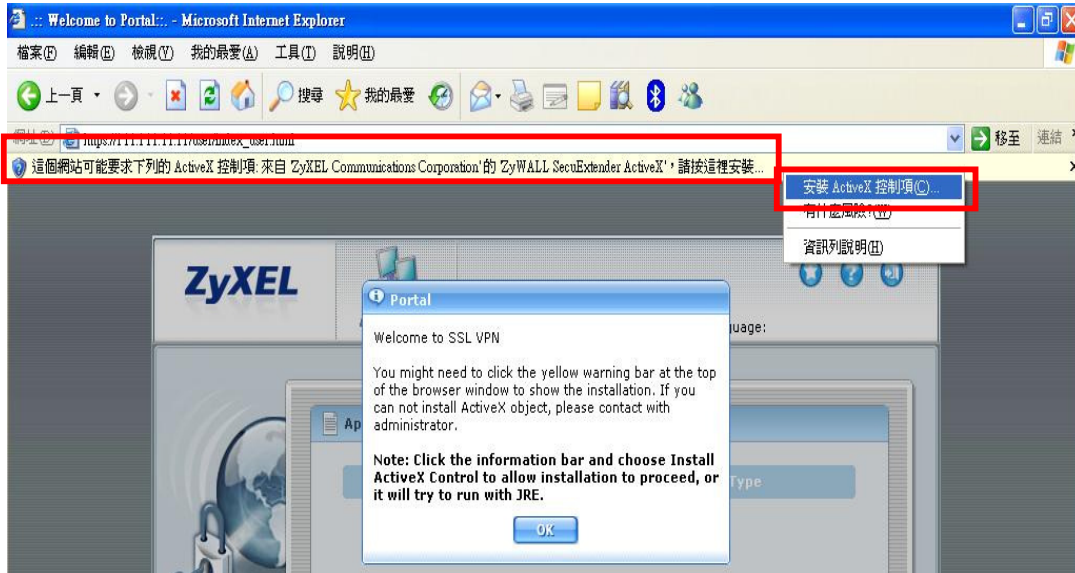 .:: Welcome to Portal::. - Microsoft Internet Explorer
檔案(F) 編輯(E) 檢視(V) 我的最愛(A) 工具(T) 說明(H)
上一頁 搜尋 我的最愛
移至 連結
這個網站可能要求下列的 ActiveX 控制項: 來自 ZyXEL Communications Corporation' 的 ZyWALL SecuExtender ActiveX'，請按這裡安裝...
安裝 ActiveX 控制項(C)...
有什麼風險?(W)
資訊列說明(H)
ZyXEL
Portal
uage:
Welcome to SSL VPN
You might need to click the yellow warning bar at the top
of the browser window to show the installation. If you
can not install ActiveX object, please contact with
administrator.
Ap
Note: Click the information bar and choose Install
ActiveX Control to allow installation to proceed, or
it will try to run with JRE.
Type
OK